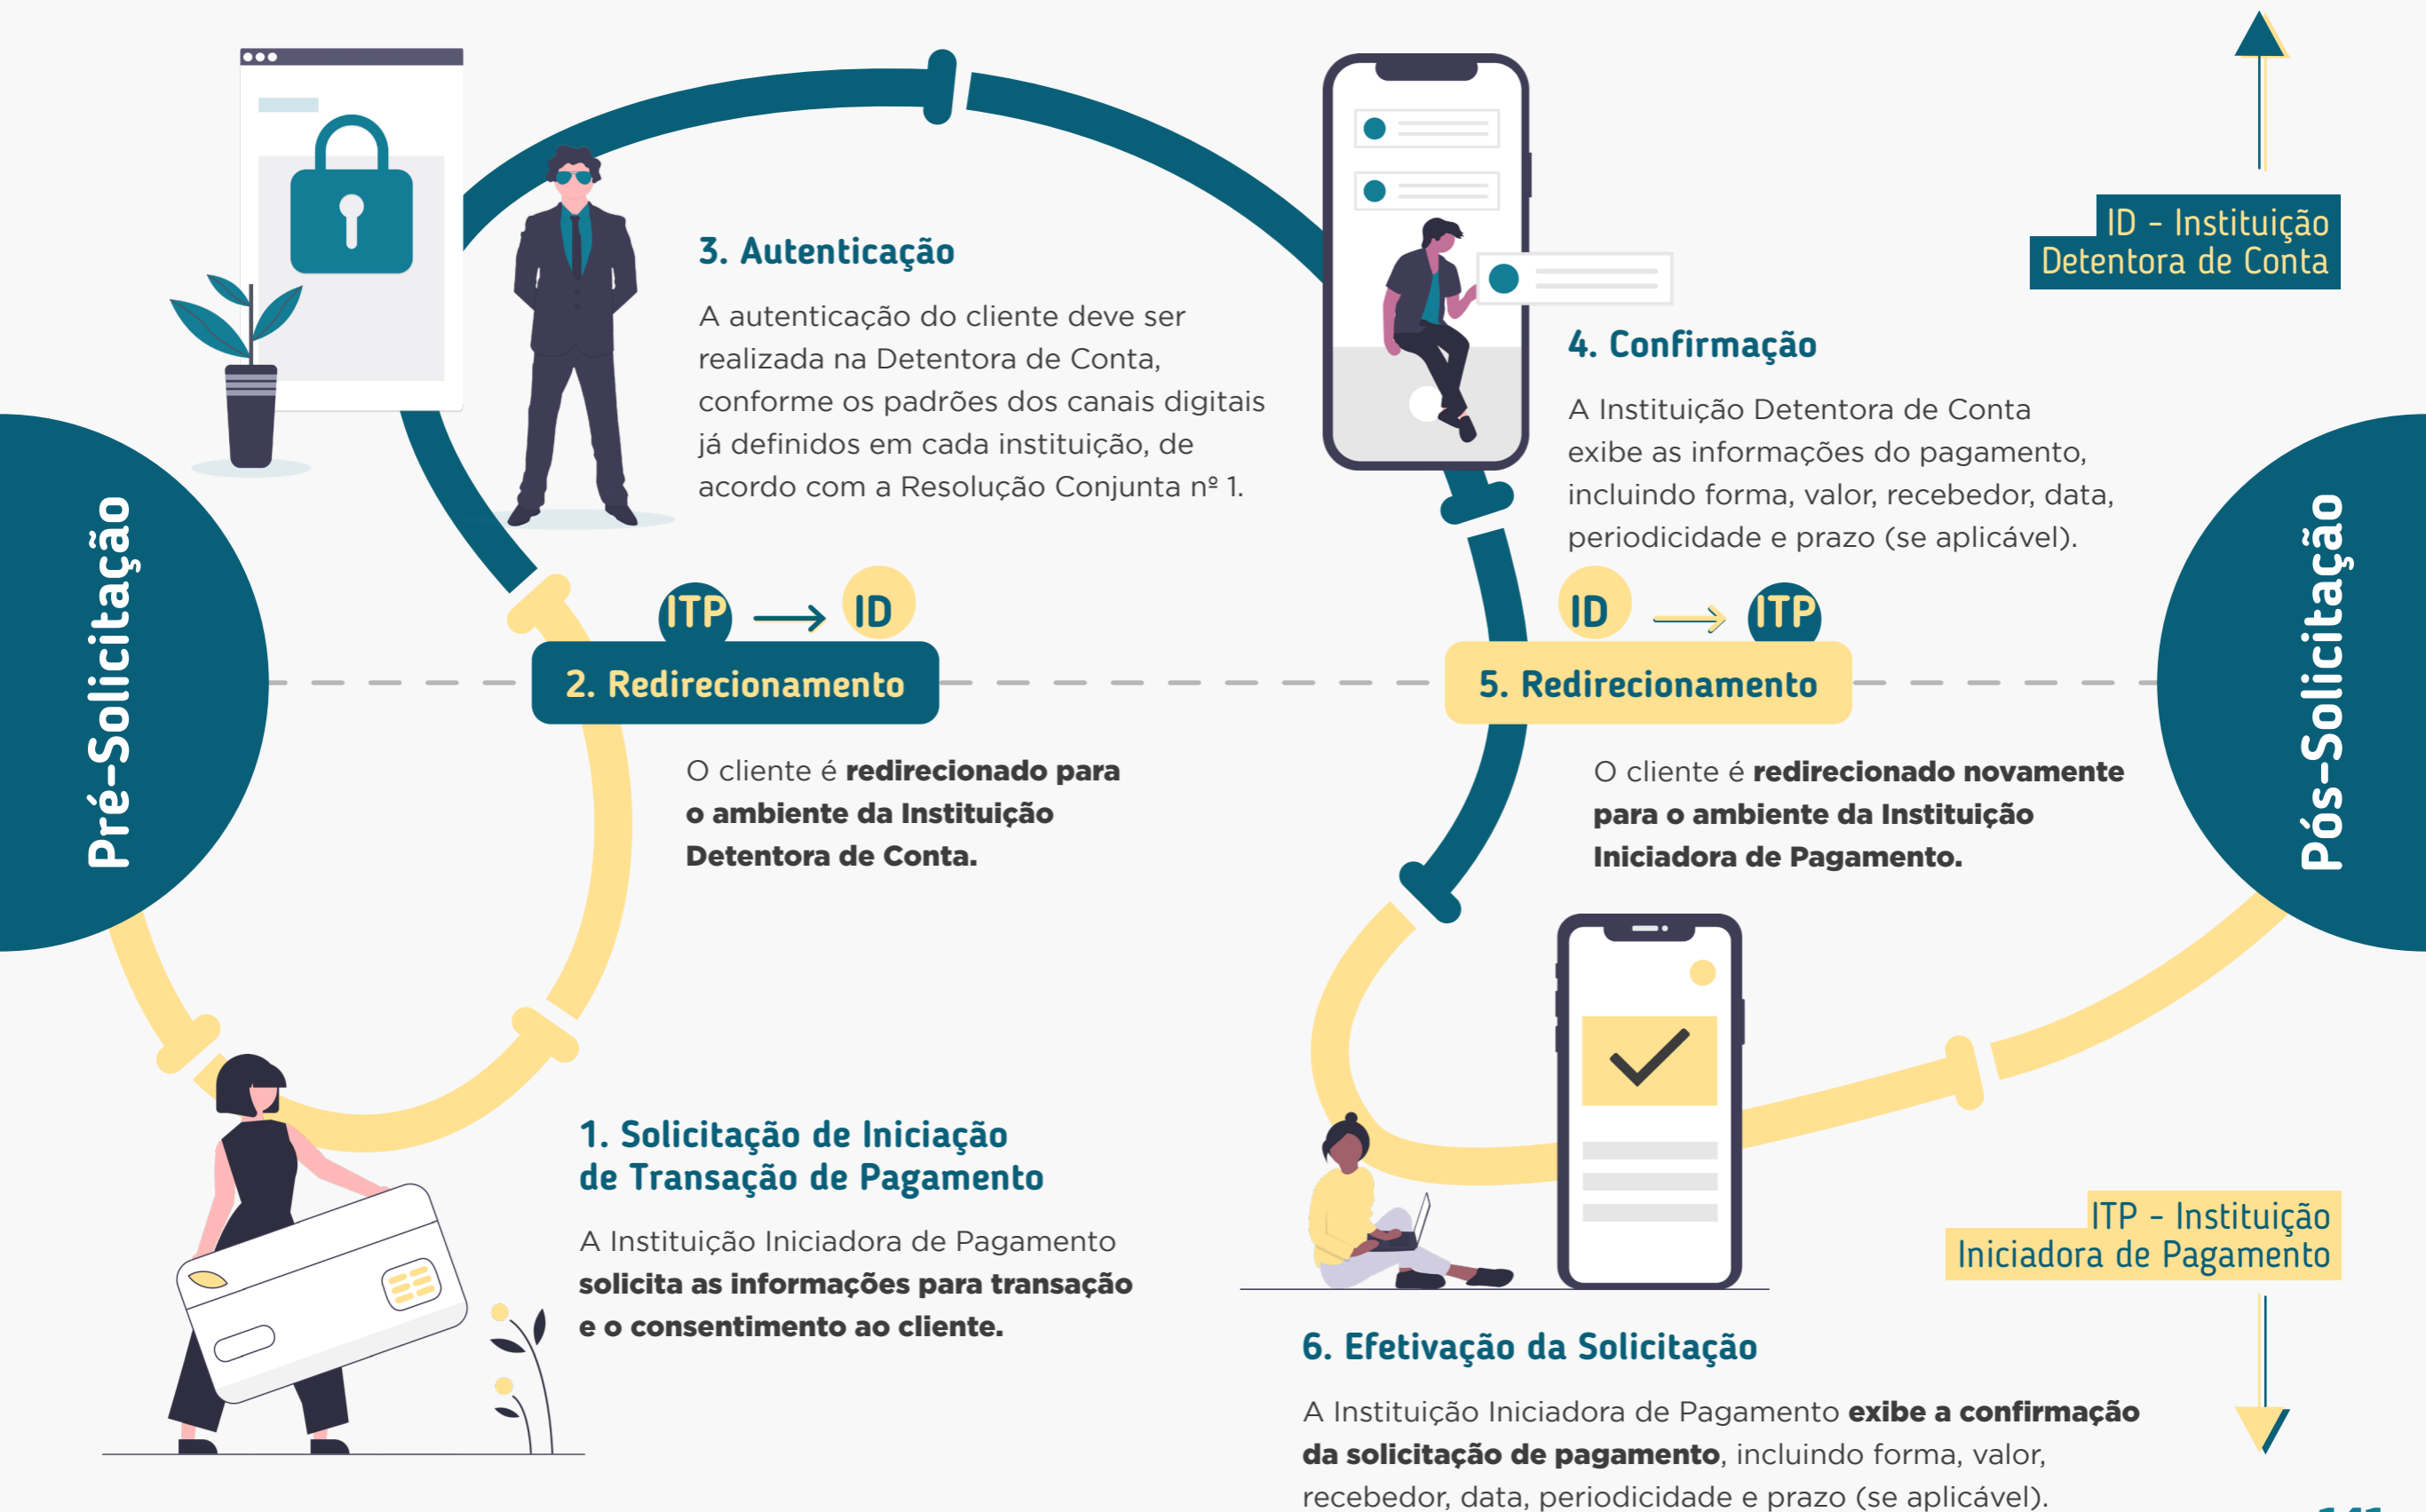 Pré-Solicitação
1. Solicitação de Iniciação
de Transação de Pagamento
A Instituição Iniciadora de Pagamento
solicita as informações para transação
e o consentimento ao cliente.
ITP
ID
2. Redirecionamento
O cliente é redirecionado para
o ambiente da Instituição
Detentora de Conta.
3. Autenticação
A autenticação do cliente deve ser
realizada na Detentora de Conta,
conforme os padrões dos canais digitais
já definidos em cada instituição, de
acordo com a Resolução Conjunta nº 1.
4. Confirmação
A Instituição Detentora de Conta
exibe as informações do pagamento,
incluindo forma, valor, recebedor, data,
periodicidade e prazo (se aplicável).
ID
ITP
5. Redirecionamento
O cliente é redirecionado novamente
para o ambiente da Instituição
Iniciadora de Pagamento.
6. Efetivação da Solicitação
A Instituição Iniciadora de Pagamento exibe a confirmação
da solicitação de pagamento, incluindo forma, valor,
recebedor, data, periodicidade e prazo (se aplicável).
Pós-Solicitação
ID - Instituição
Detentora de Conta
ITP - Instituição
Iniciadora de Pagamento